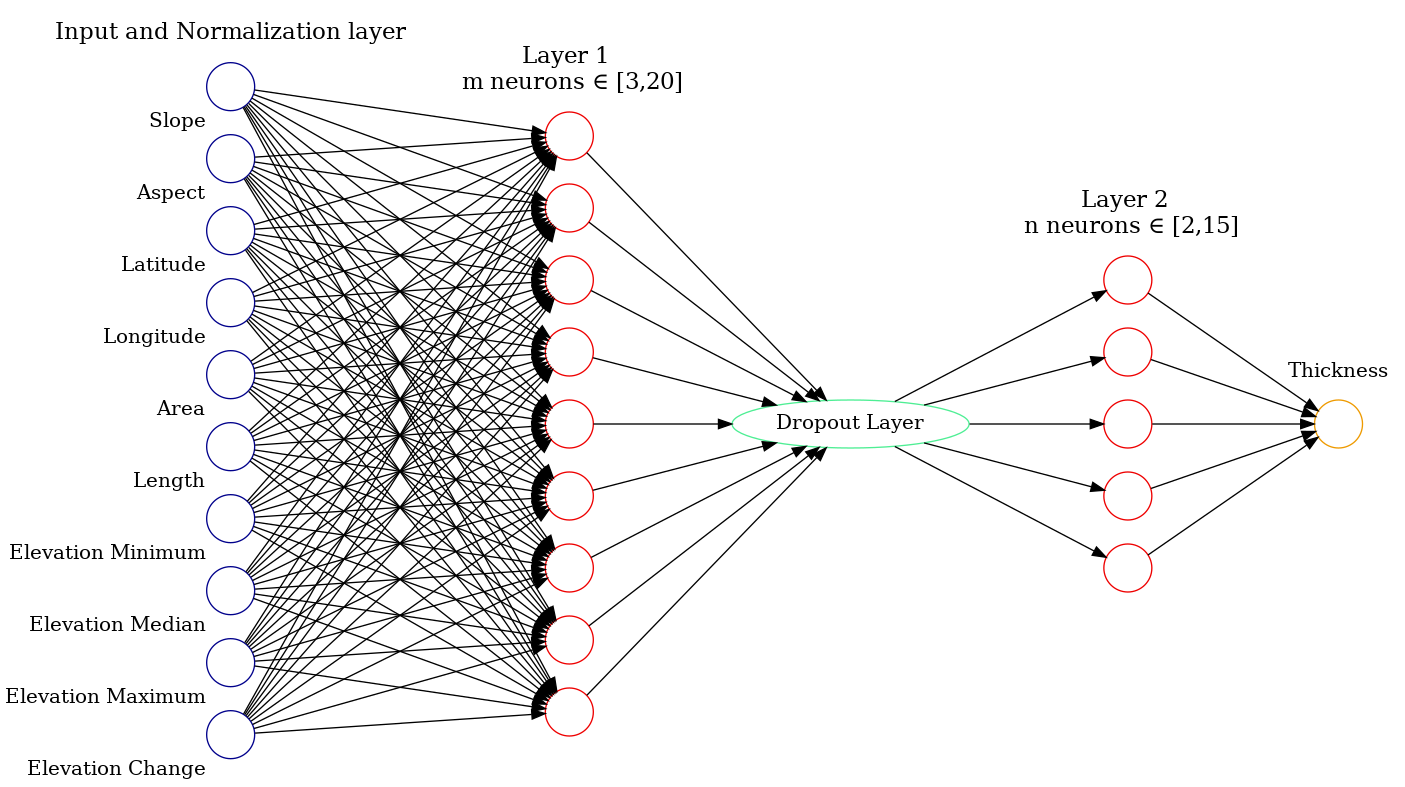 Input and Normalization layer
Slope
Aspect
Latitude
Longitude
Area
Length
Elevation Minimum
Elevation Median
Elevation Maximum
Elevation Change
Layer 1
m neurons ∈ [3,20]
Dropout Layer
Layer 2
n neurons ∈ [2,15]
Thickness